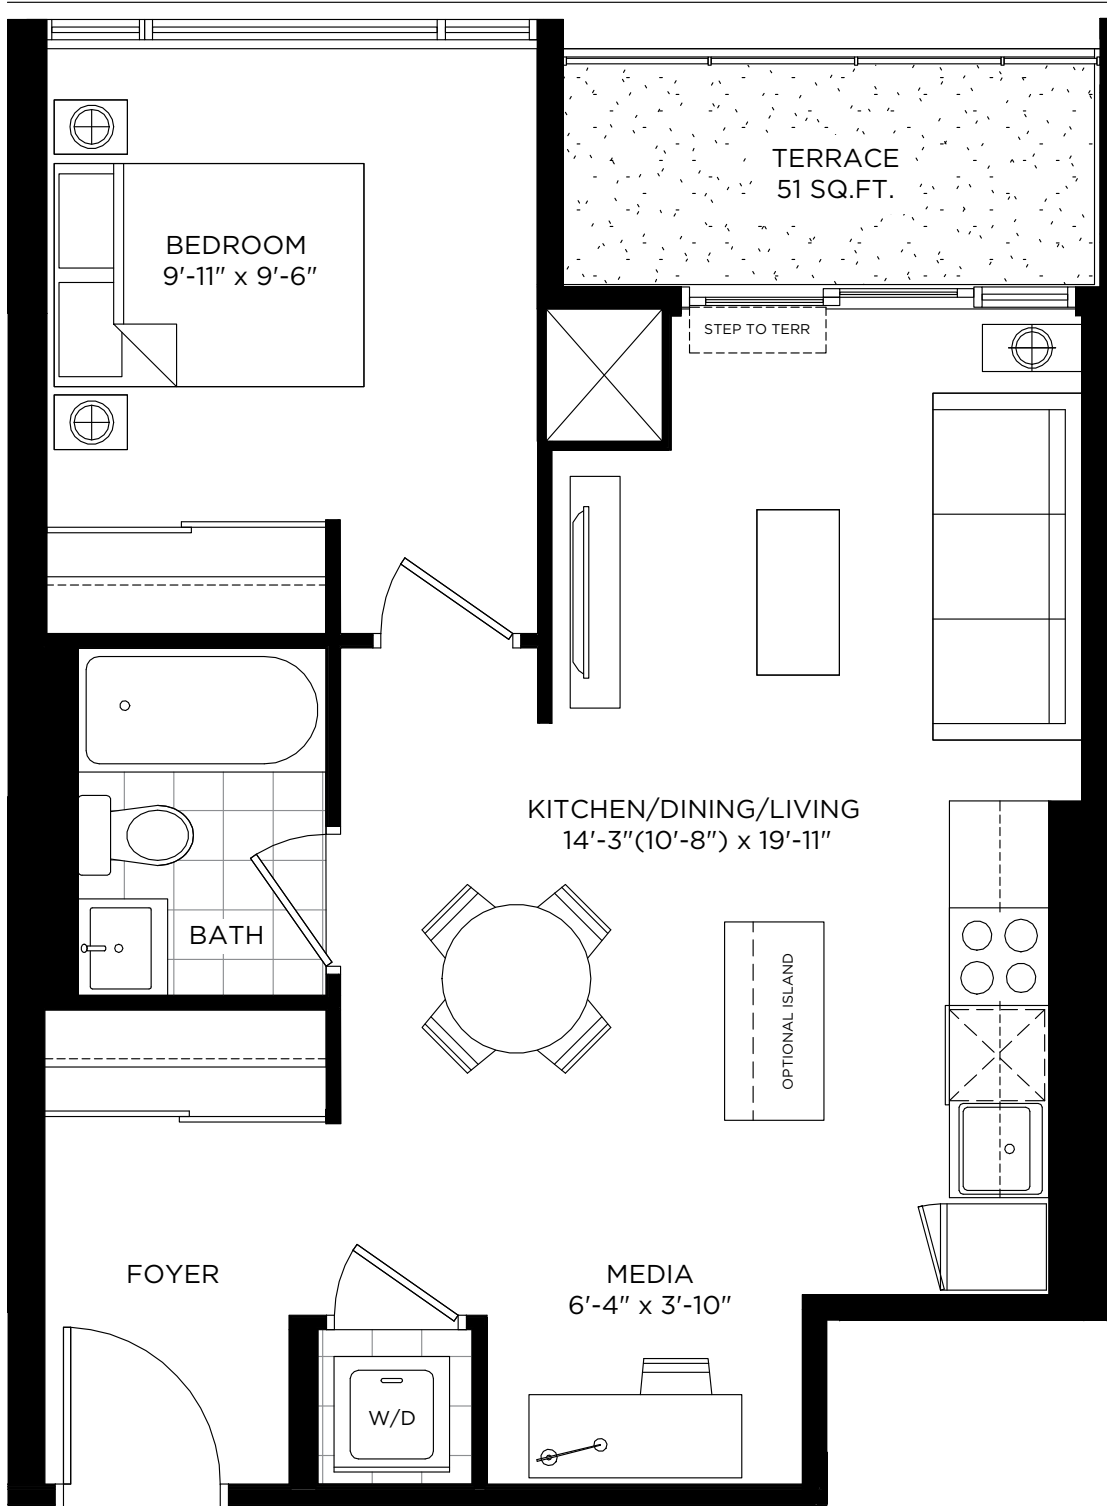 TERRACE
51 SQ.FT.
BEDROOM
9'-11" x 9'-6"
STEP TO TERR
KITCHEN/DINING/LIVING
14'-3"(10'-8") x 19'-11"
BATH
OPTIONAL ISLAND
FOYER
MEDIA
6'-4" x 3'-10"
W/D